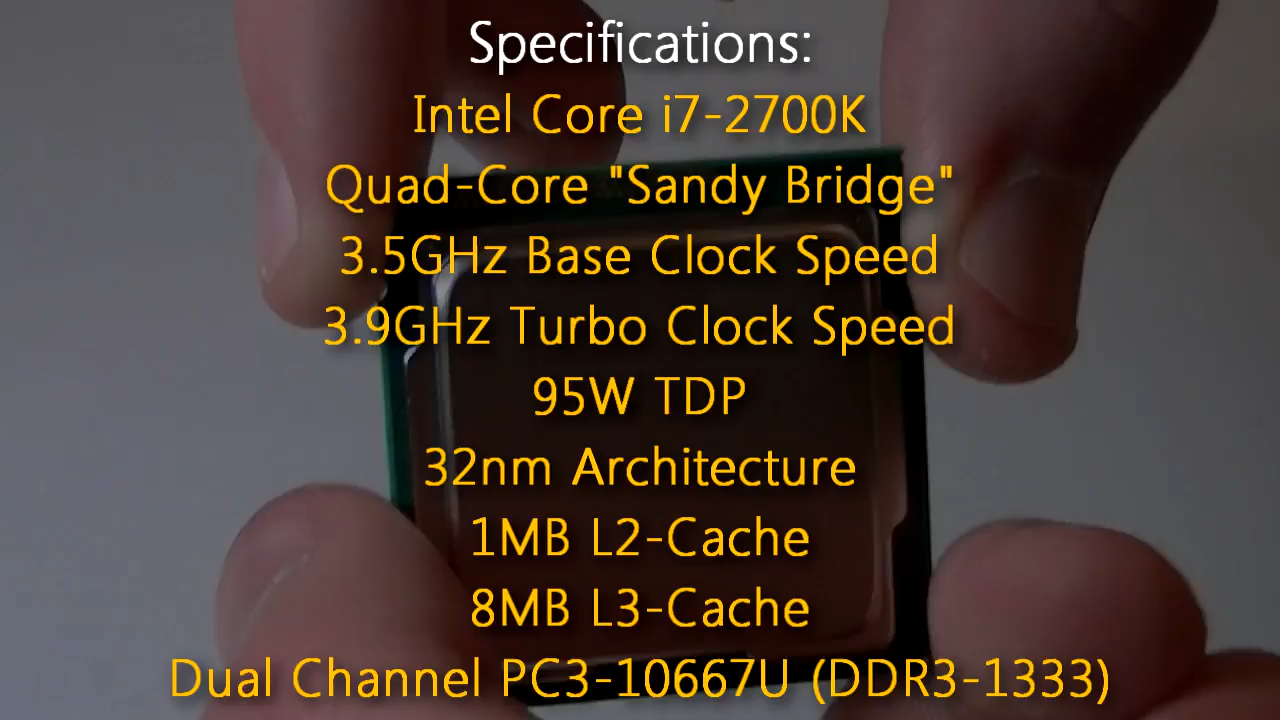 Specifications:
Intel Core i7-2700K
Quad-Core "Sandy Bridge"
3.5GHz Base Clock Speed
3.9GHz Turbo Clock Speed
95W TDP
32nm Architecture
1MB L2-Cache
8MB L3-Cache
Dual Channel PC3-10667U (DDR3-1333)